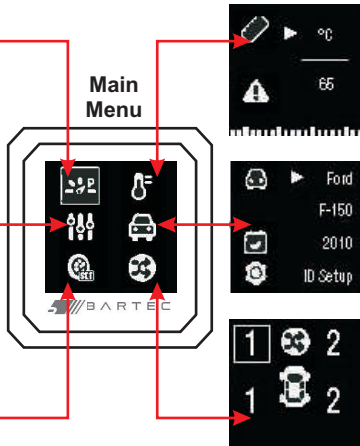 Main
Menu
P
SET
BARTEC
°C
65
Ford
F-150
2010
ID Setup
1 2
1 2